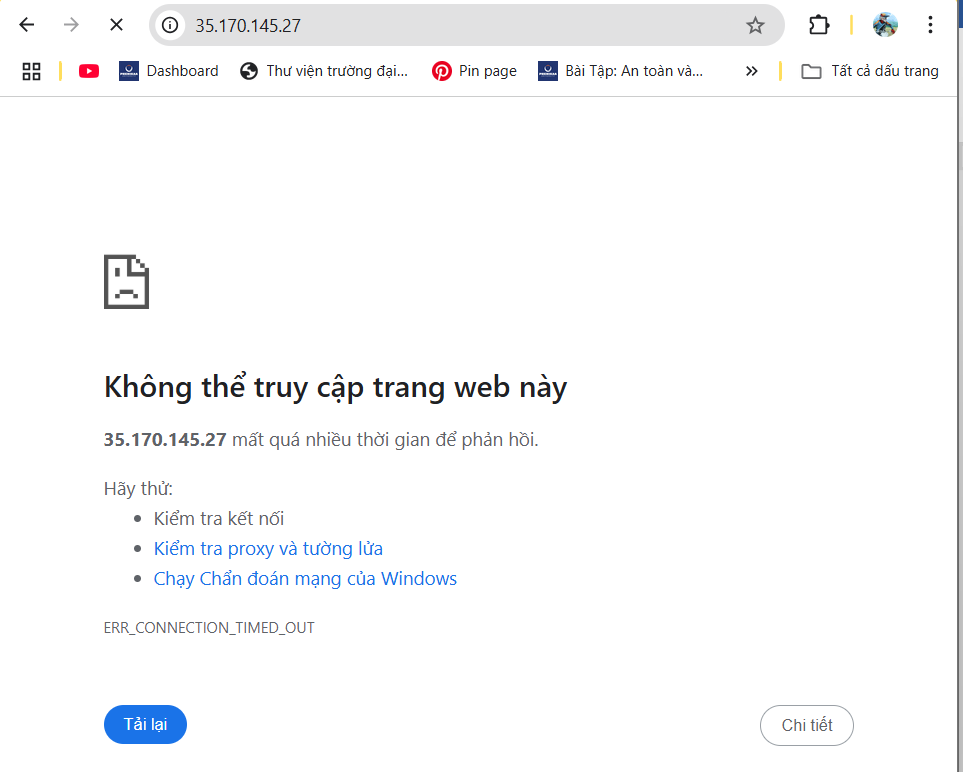 35.170.145.27
Dashboard Thư viện trường đại... Pin page Bài Tập: An toàn và... » Tất cả dấu trang
Không thể truy cập trang web này
35.170.145.27 mất quá nhiều thời gian để phản hồi.
Hãy thử:
Kiểm tra kết nối
Kiểm tra proxy và tường lửa
Chạy Chẩn đoán mạng của Windows
ERR_CONNECTION_TIMED_OUT
Tải lại Chi tiết